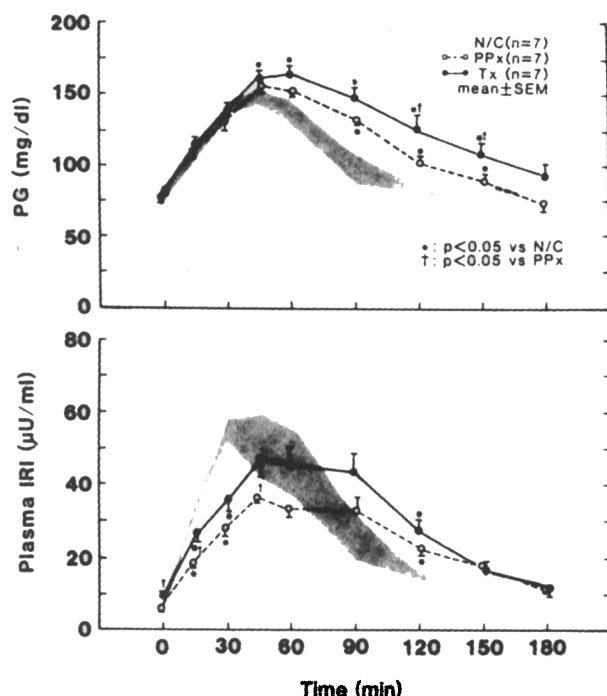 200
150
100
50
0
PG (mg/dl)
N/C(n=7)
PPx(n=7)
Tx (n=7)
mean±SEM
•†
•†
•: p<0.05 vs N/C
†: p<0.05 vs PPx
80
60
40
20
0
Plasma IRI (μU/ml)
†
†
0 30 60 90 120 150 180
Time (min)